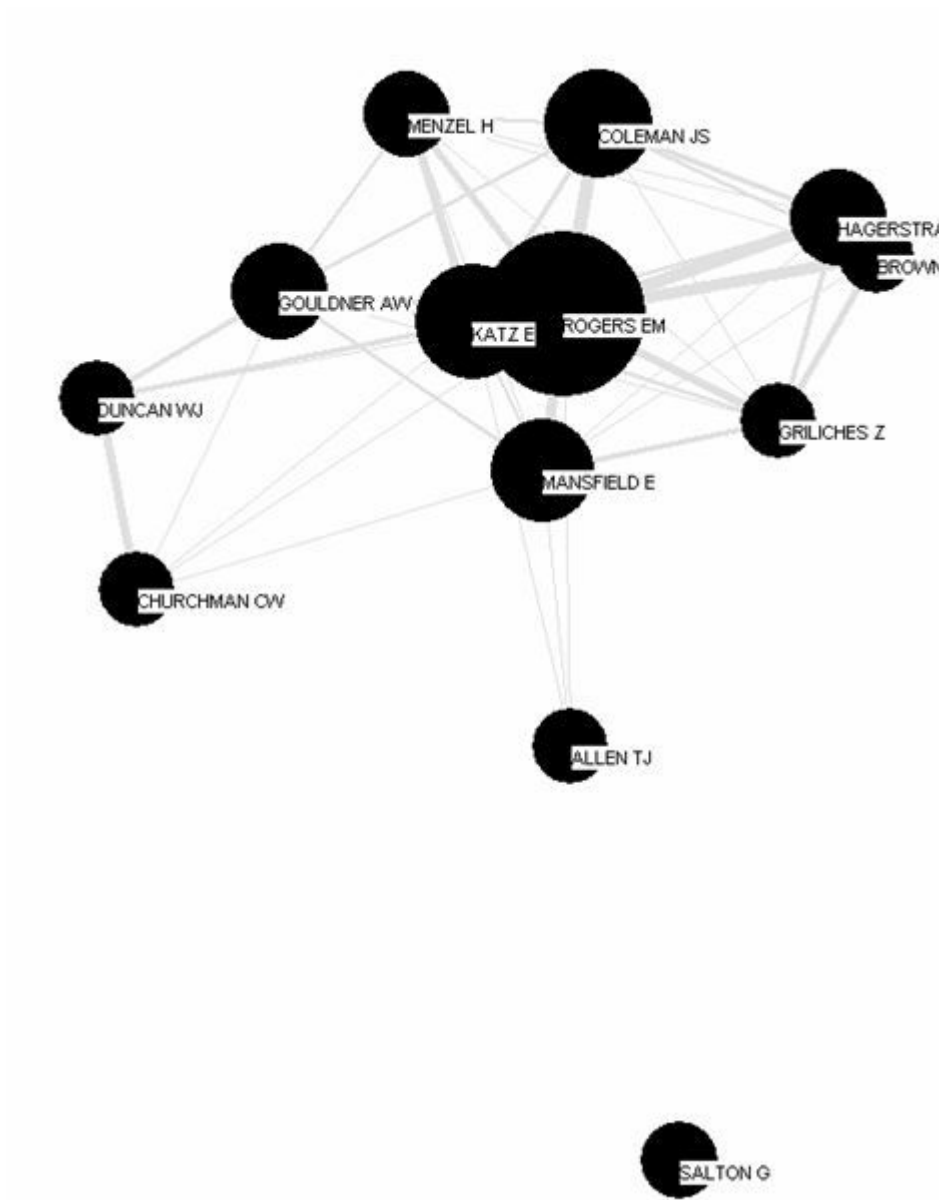 MENZEL H
COLEMAN JS
HAGERSTRA
BROWN
GOULDNER AW
ROGERS EM
KATZ E
DUNCAN WJ
GRILICHES Z
MANSFIELD E
CHURCHMAN CW
ALLEN TJ
SALTON G